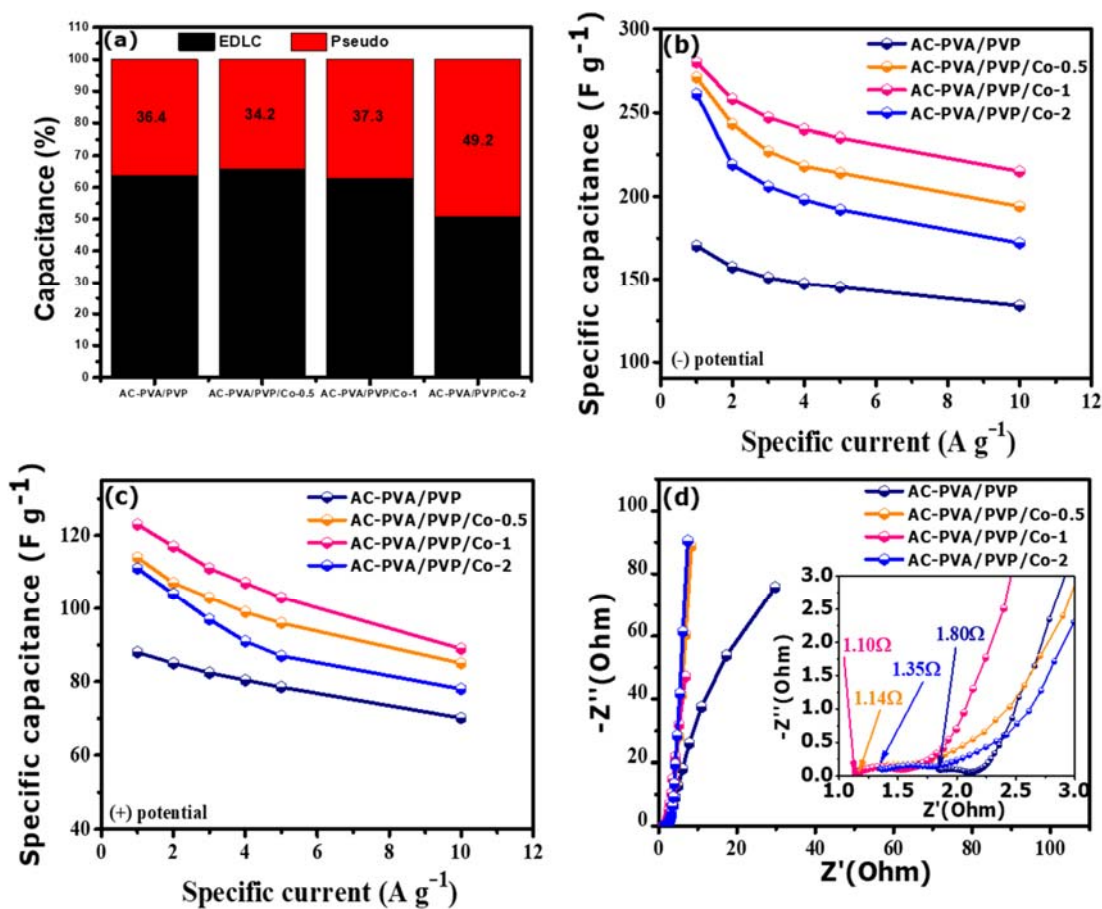 (a)
EDLC
Pseudo
110
100
90
80
70
60
50
40
30
20
10
0
Capacitance (%)
36.4
34.2
37.3
49.2
AC-PVA/PVP
AC-PVA/PVP/Co-0.5
AC-PVA/PVP/Co-1
AC-PVA/PVP/Co-2
(b)
AC-PVA/PVP
AC-PVA/PVP/Co-0.5
AC-PVA/PVP/Co-1
AC-PVA/PVP/Co-2
300
250
200
150
100
Specific capacitance (F g⁻¹)
(-) potential
0 2 4 6 8 10 12
Specific current (A g⁻¹)
(c)
AC-PVA/PVP
AC-PVA/PVP/Co-0.5
AC-PVA/PVP/Co-1
AC-PVA/PVP/Co-2
120
100
80
60
40
Specific capacitance (F g⁻¹)
(+) potential
0 2 4 6 8 10 12
Specific current (A g⁻¹)
(d)
AC-PVA/PVP
AC-PVA/PVP/Co-0.5
AC-PVA/PVP/Co-1
AC-PVA/PVP/Co-2
100
80
60
40
20
0
-Z''(Ohm)
0 20 40 60 80 100
Z'(Ohm)
3.0
2.5
2.0
1.5
1.0
0.5
0.0
-Z''(Ohm)
1.10Ω
1.14Ω
1.35Ω
1.80Ω
1.0 1.5 2.0 2.5 3.0
Z'(Ohm)